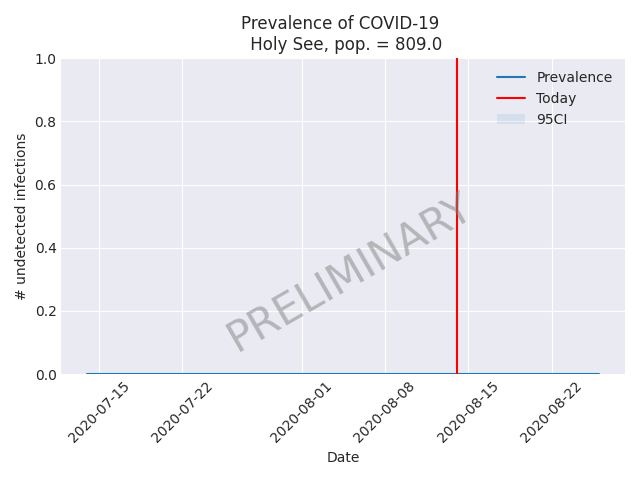 Prevalence of COVID-19
Holy See, pop. = 809.0
1.0
0.8
0.6
0.4
0.2
0.0
# undetected infections
Prevalence
Today
95CI
PRELIMINARY
2020-07-15
2020-07-22
2020-08-01
2020-08-08
2020-08-15
2020-08-22
Date